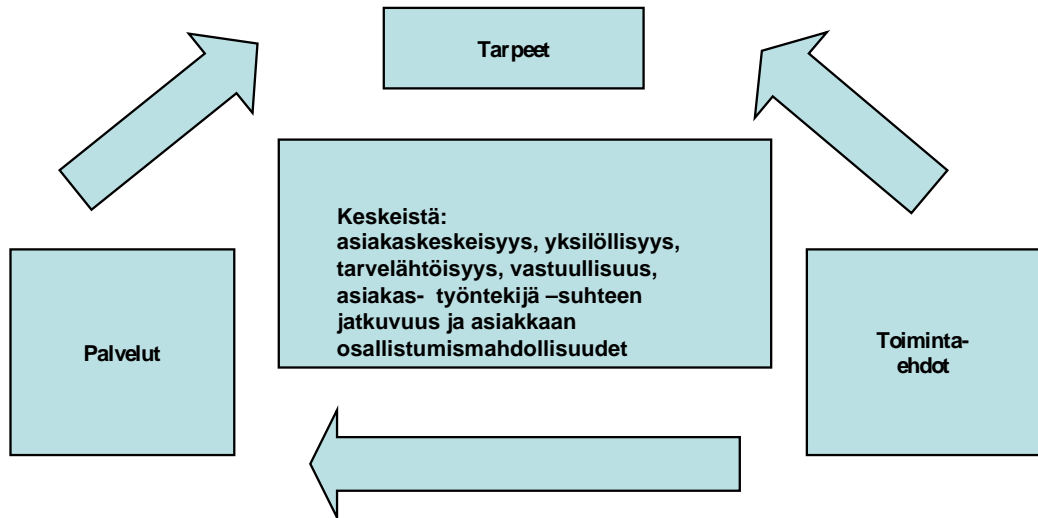 Tarpeet
Keskeistä:
asiakaskeskeisyys, yksilöllisyys,
tarvelähtöisyys, vastuullisuus,
asiakas- työntekijä –suhteen
jatkuvuus ja asiakkaan
osallistumismahdollisuudet
Palvelut
Toiminta-
ehdot